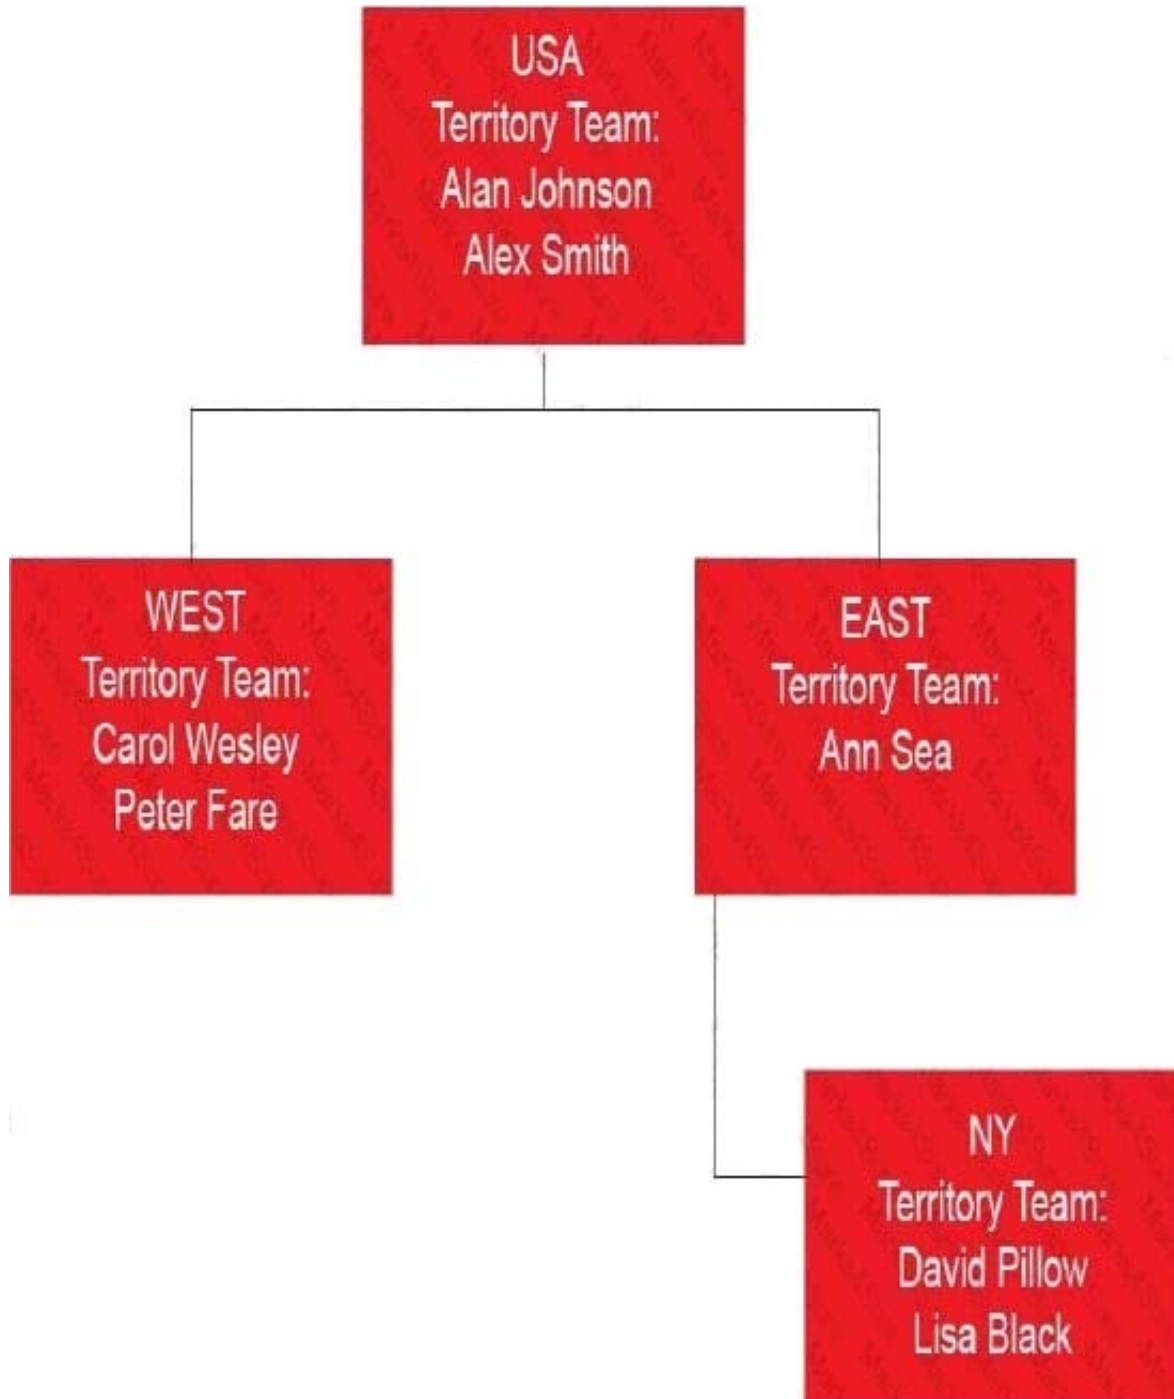 USA
Territory Team:
Alan Johnson
Alex Smith
WEST
Territory Team:
Carol Wesley
Peter Fare
EAST
Territory Team:
Ann Sea
NY
Territory Team:
David Pillow
Lisa Black